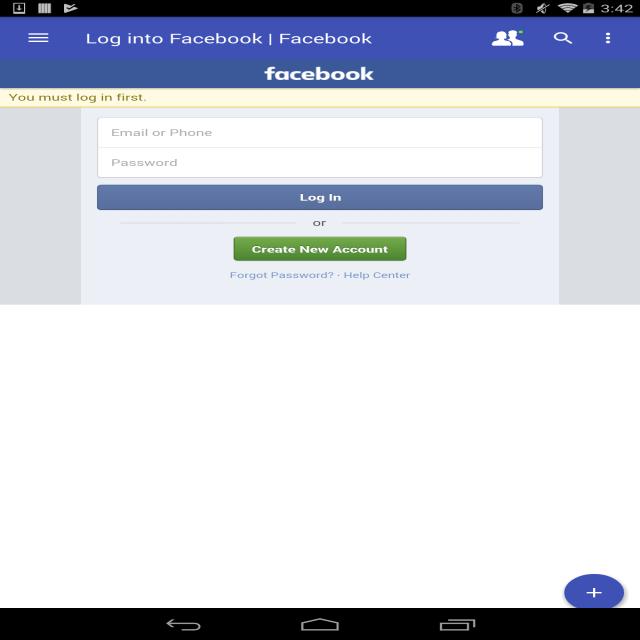 3:42
Log into Facebook | Facebook
facebook
You must log in first.
Email or Phone
Password
Log In
or
Create New Account
Forgot Password? · Help Center